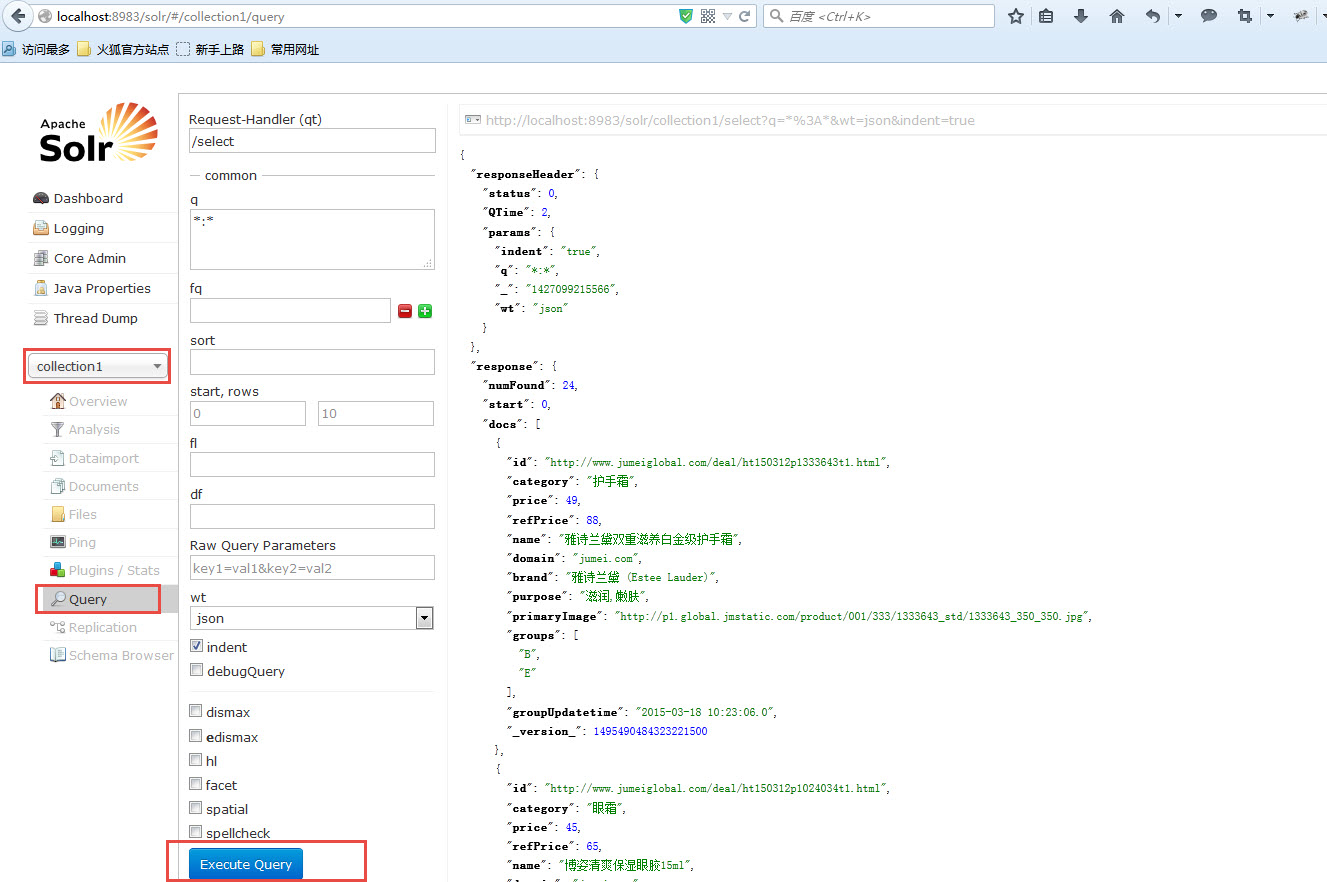 localhost:8983/solr/#/collection1/query
百度 <Ctrl+K>
访问最多 火狐官方站点 新手上路 常用网址
Apache
Solr
Dashboard
Logging
Core Admin
Java Properties
Thread Dump
collection1
Overview
Analysis
Dataimport
Documents
Files
Ping
Plugins / Stats
Query
Replication
Schema Browser
Request-Handler (qt)
/select
common
q
*:*
fq
sort
start, rows
0 10
fl
df
Raw Query Parameters
key1=val1&key2=val2
wt
json
indent
debugQuery
dismax
edismax
hl
facet
spatial
spellcheck
Execute Query
http://localhost:8983/solr/collection1/select?q=*%3A*&wt=json&indent=true
{
"responseHeader": {
"status": 0,
"QTime": 2,
"params": {
"indent": "true",
"q": "*:*",
"_": "1427099215566",
"wt": "json"
}
},
"response": {
"numFound": 24,
"start": 0,
"docs": [
{
"id": "http://www.jumeiglobal.com/deal/ht150312p1333643t1.html",
"category": "护手霜",
"price": 49,
"refPrice": 88,
"name": "雅诗兰黛双重滋养白金级护手霜",
"domain": "jumei.com",
"brand": "雅诗兰黛 (Estee Lauder)",
"purpose": "滋润,嫩肤",
"primaryImage": "http://p1.global.jmstatic.com/product/001/333/1333643_std/1333643_350_350.jpg",
"groups": [
"B",
"E"
],
"groupUpdatetime": "2015-03-18 10:23:06.0",
"_version_": 1495490484323221500
},
{
"id": "http://www.jumeiglobal.com/deal/ht150312p1024034t1.html",
"category": "眼霜",
"price": 45,
"refPrice": 65,
"name": "博姿清爽保湿眼胶15ml",